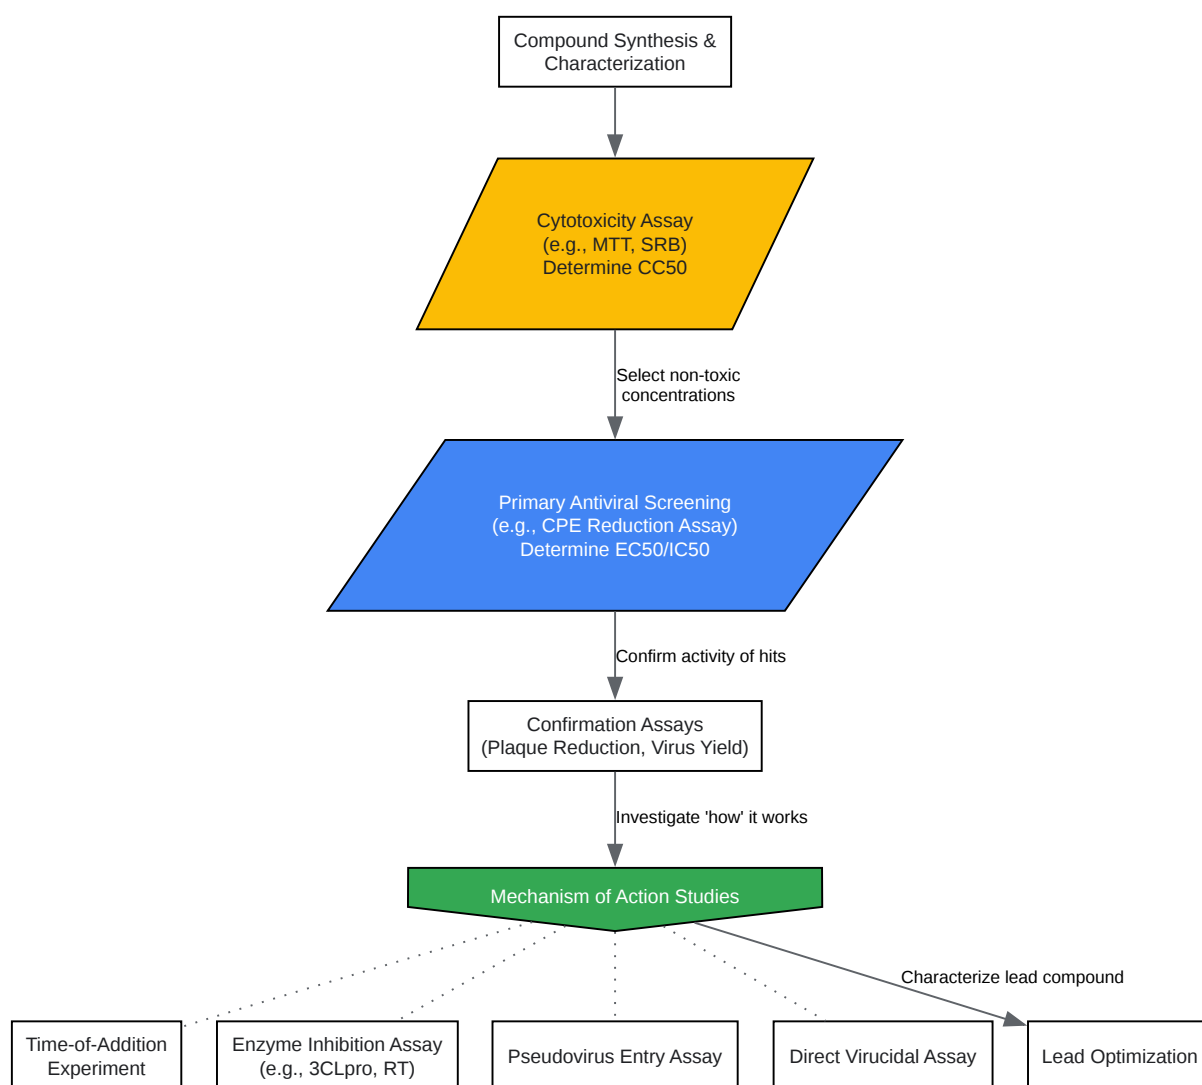 Compound Synthesis &
Characterization
Cytotoxicity Assay
(e.g., MTT, SRB)
Determine CC50
Select non-toxic
concentrations
Primary Antiviral Screening
(e.g., CPE Reduction Assay)
Determine EC50/IC50
Confirm activity of hits
Confirmation Assays
(Plaque Reduction, Virus Yield)
Investigate 'how' it works
Mechanism of Action Studies
Characterize lead compound
Time-of-Addition
Experiment
Enzyme Inhibition Assay
(e.g., 3CLpro, RT)
Pseudovirus Entry Assay
Direct Virucidal Assay
Lead Optimization